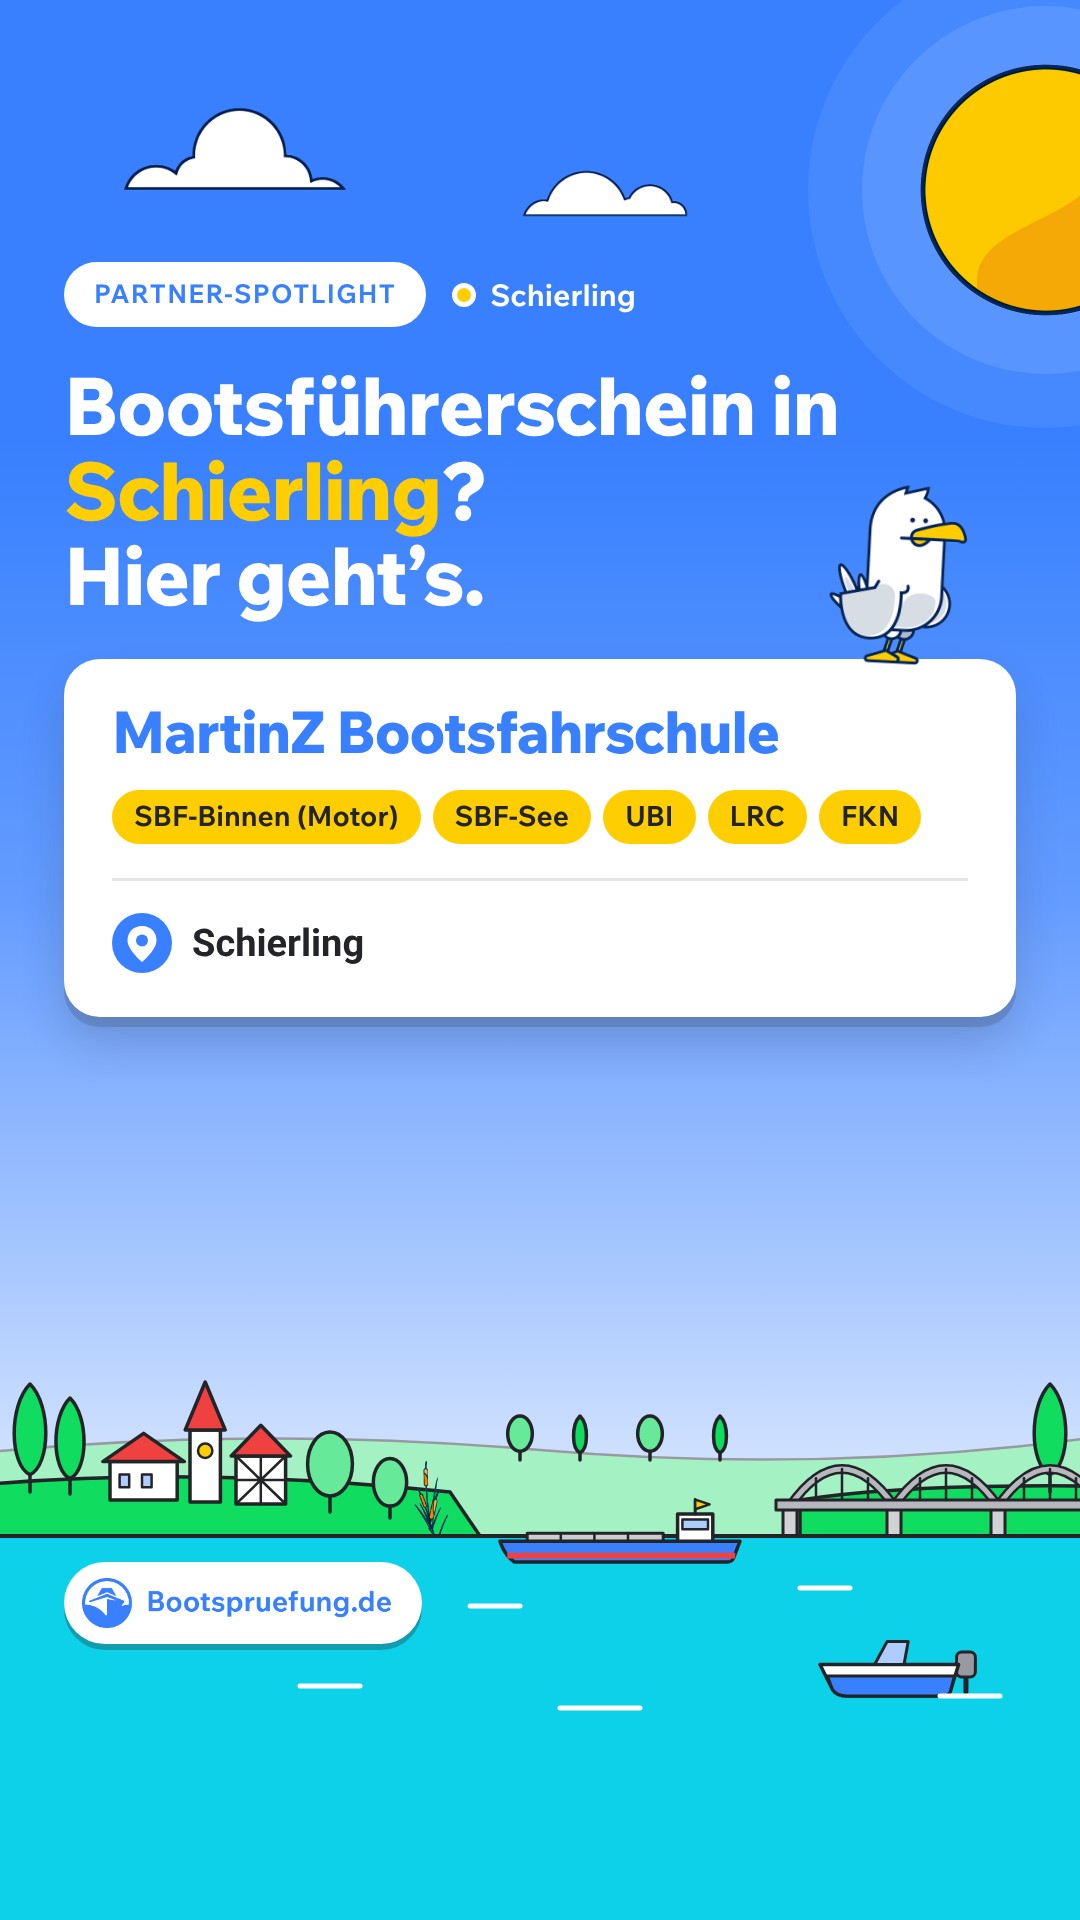 PARTNER-SPOTLIGHT
Schierling
Bootsführerschein in
Schierling?
Hier geht’s.
MartinZ Bootsfahrschule
SBF-Binnen (Motor) SBF-See UBI LRC FKN
Schierling
Bootspruefung.de